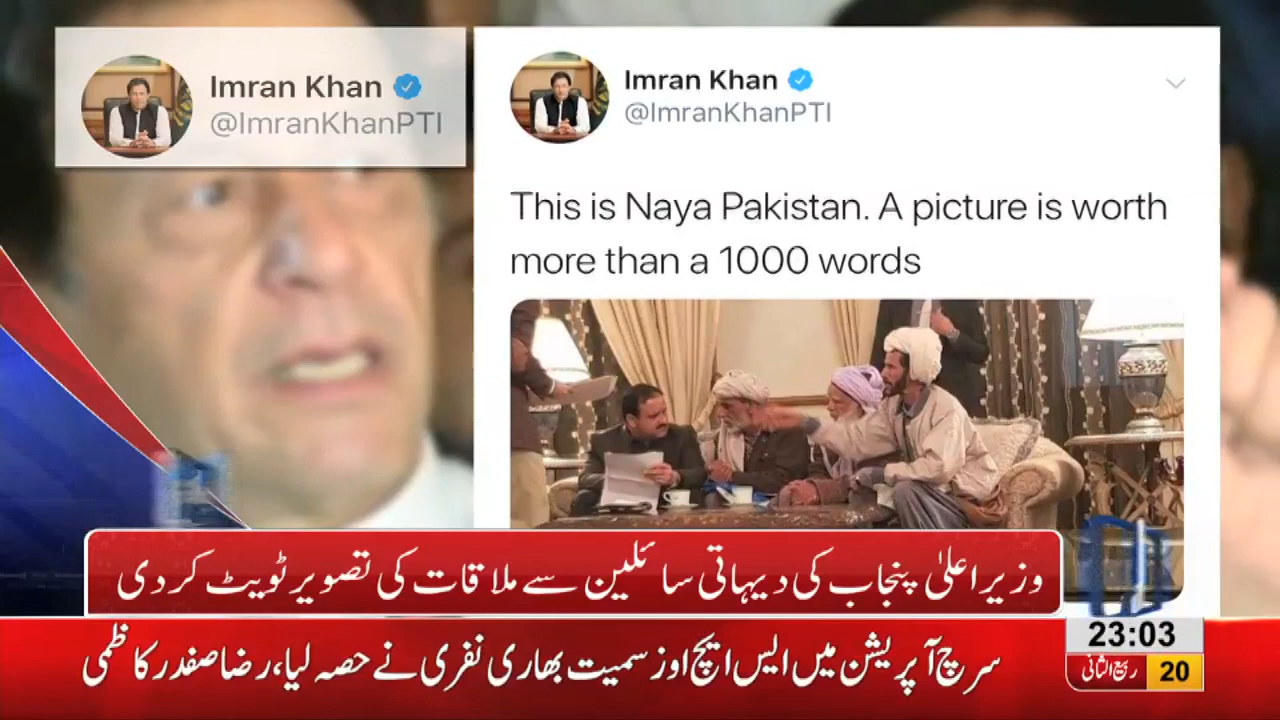 Imran Khan
@ImranKhanPTI
Imran Khan
@ImranKhanPTI
This is Naya Pakistan. A picture is worth
more than a 1000 words
وزیراعلیٰ پنجاب کی دیہاتی سائلین سے ملاقات کی تصویر ٹویٹ کر دی
سرچ آپریشن میں ایس ایچ اوز سمیت بھاری نفری نے حصہ لیا، رضا صفدر کاظمی
23:03
ربیع الثانی 20